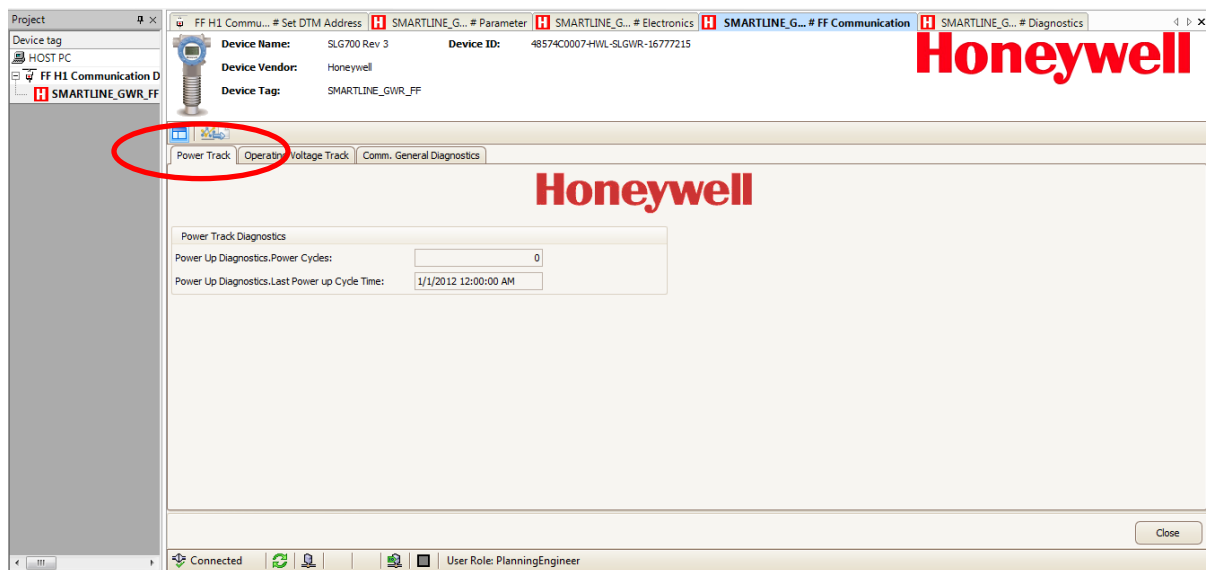 Project
Device tag
HOST PC
FF H1 Communication D
SMARTLINE_GWR_FF
FF H1 Commu... # Set DTM Address
SMARTLINE_G... # Parameter
SMARTLINE_G... # Electronics
SMARTLINE_G... # FF Communication
SMARTLINE_G... # Diagnostics
Device Name: SLG700 Rev 3 Device ID: 48574C0007-HWL-SLGWR-16777215
Device Vendor: Honeywell
Device Tag: SMARTLINE_GWR_FF
Honeywell
Power Track Operating Voltage Track Comm. General Diagnostics
Honeywell
Power Track Diagnostics
Power Up Diagnostics.Power Cycles: 0
Power Up Diagnostics.Last Power up Cycle Time: 1/1/2012 12:00:00 AM
Close
Connected User Role: PlanningEngineer